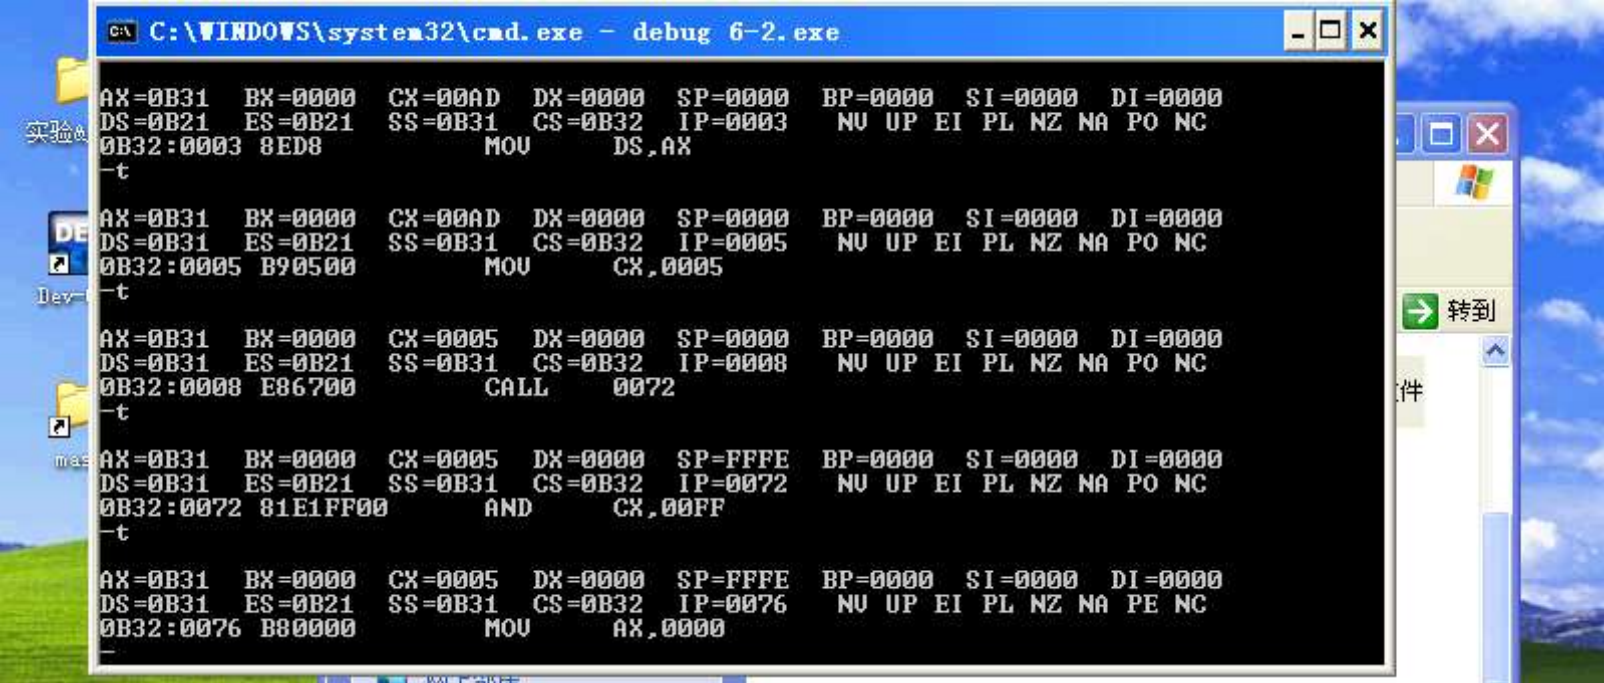 C:\WINDOWS\system32\cmd.exe - debug 6-2.exe
AX=0B31 BX=0000 CX=00AD DX=0000 SP=0000 BP=0000 SI=0000 DI=0000
DS=0B21 ES=0B21 SS=0B31 CS=0B32 IP=0003 NV UP EI PL NZ NA PO NC
0B32:0003 8ED8 MOV DS,AX
-t
AX=0B31 BX=0000 CX=00AD DX=0000 SP=0000 BP=0000 SI=0000 DI=0000
DS=0B31 ES=0B21 SS=0B31 CS=0B32 IP=0005 NV UP EI PL NZ NA PO NC
0B32:0005 B90500 MOV CX,0005
-t
AX=0B31 BX=0000 CX=0005 DX=0000 SP=0000 BP=0000 SI=0000 DI=0000
DS=0B31 ES=0B21 SS=0B31 CS=0B32 IP=0008 NV UP EI PL NZ NA PO NC
0B32:0008 E86700 CALL 0072
-t
AX=0B31 BX=0000 CX=0005 DX=0000 SP=FFFE BP=0000 SI=0000 DI=0000
DS=0B31 ES=0B21 SS=0B31 CS=0B32 IP=0072 NV UP EI PL NZ NA PO NC
0B32:0072 81E1FF00 AND CX,00FF
-t
AX=0B31 BX=0000 CX=0005 DX=0000 SP=FFFE BP=0000 SI=0000 DI=0000
DS=0B31 ES=0B21 SS=0B31 CS=0B32 IP=0076 NV UP EI PL NZ NA PE NC
0B32:0076 B80000 MOV AX,0000
-
实验
DE
Dev-
mas
转到
件